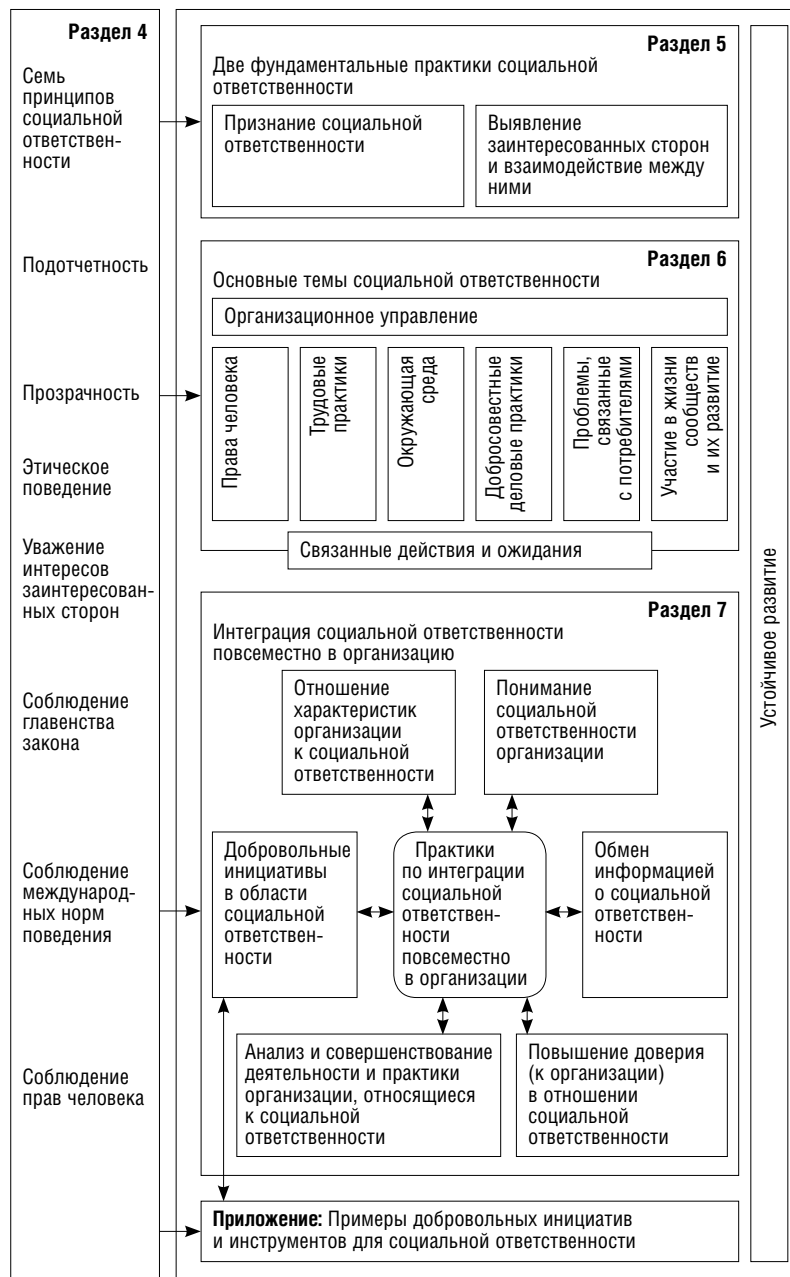 Раздел 4
Семь
принципов
социальной
ответствен-
ности
Подотчетность
Прозрачность
Этическое
поведение
Уважение
интересов
заинтересован-
ных сторон
Соблюдение
главенства
закона
Соблюдение
международ-
ных норм
поведения
Соблюдение
прав человека
Раздел 5
Две фундаментальные практики социальной
ответственности
Признание социальной
ответственности
Выявление
заинтересованных сторон
и взаимодействие между
ними
Раздел 6
Основные темы социальной ответственности
Организационное управление
Права человека
Трудовые
практики
Окружающая
среда
Добросовестные
деловые практики
Проблемы,
связанные
с потребителями
Участие в жизни
сообществ
и их развитие
Связанные действия и ожидания
Раздел 7
Интеграция социальной ответственности
повсеместно в организацию
Отношение
характеристик
организации
к социальной
ответственности
Понимание
социальной
ответственности
организации
Добровольные
инициативы
в области
социальной
ответствен-
ности
Практики
по интеграции
социальной
ответствен-
ности
повсеместно
в организации
Обмен
информацией
о социальной
ответствен-
ности
Анализ и совершенствование
деятельности и практики
организации, относящиеся
к социальной
ответственности
Повышение доверия
(к организации)
в отношении
социальной
ответственности
Приложение: Примеры добровольных инициатив
и инструментов для социальной ответственности
Устойчивое развитие